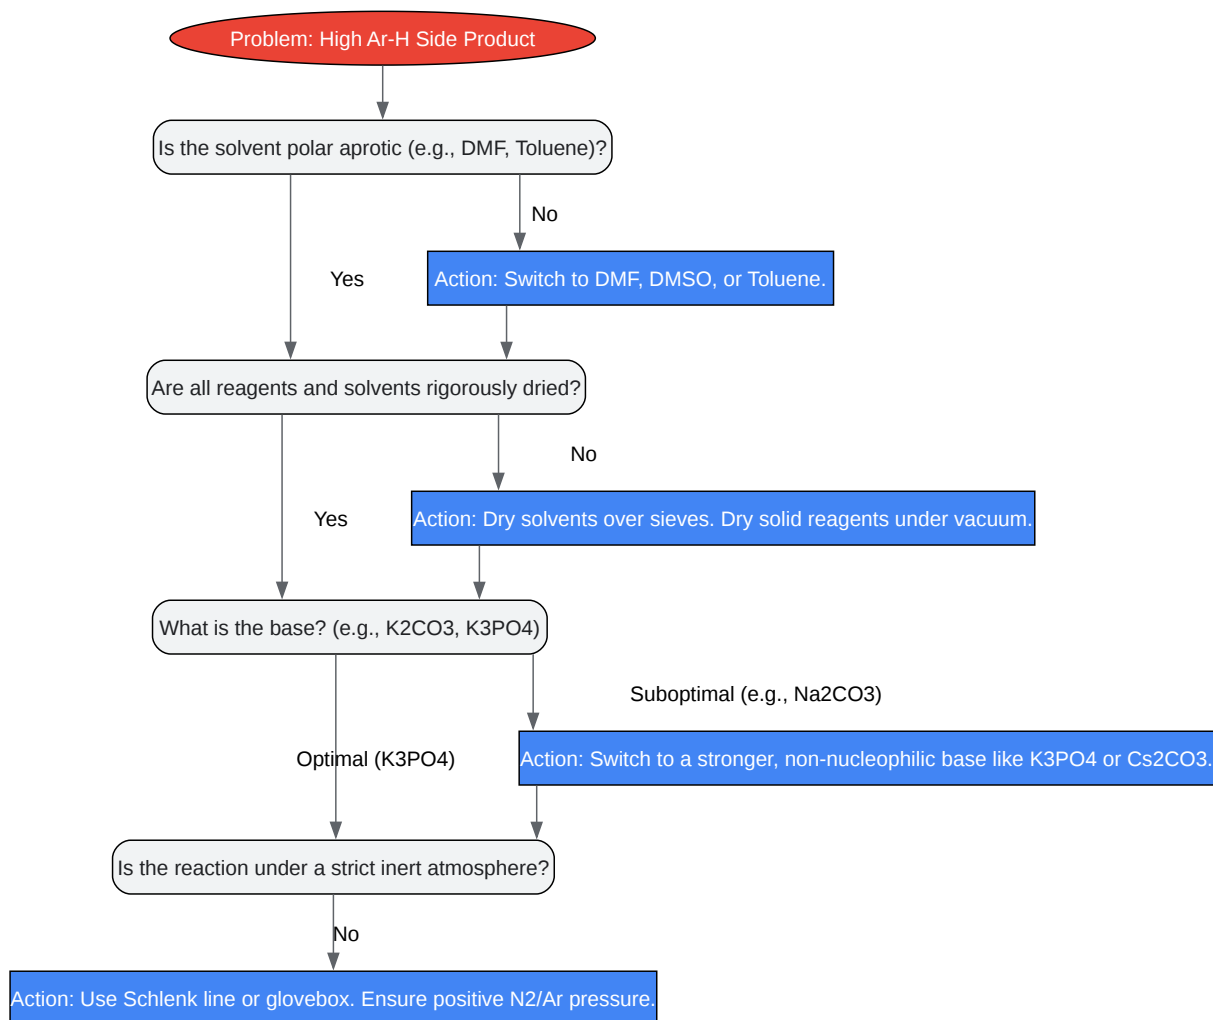 Problem: High Ar-H Side Product
Is the solvent polar aprotic (e.g., DMF, Toluene)?
No
Yes
Action: Switch to DMF, DMSO, or Toluene.
Are all reagents and solvents rigorously dried?
No
Yes
Action: Dry solvents over sieves. Dry solid reagents under vacuum.
What is the base? (e.g., K2CO3, K3PO4)
Suboptimal (e.g., Na2CO3)
Optimal (K3PO4)
Action: Switch to a stronger, non-nucleophilic base like K3PO4 or Cs2CO3.
Is the reaction under a strict inert atmosphere?
No
Action: Use Schlenk line or glovebox. Ensure positive N2/Ar pressure.